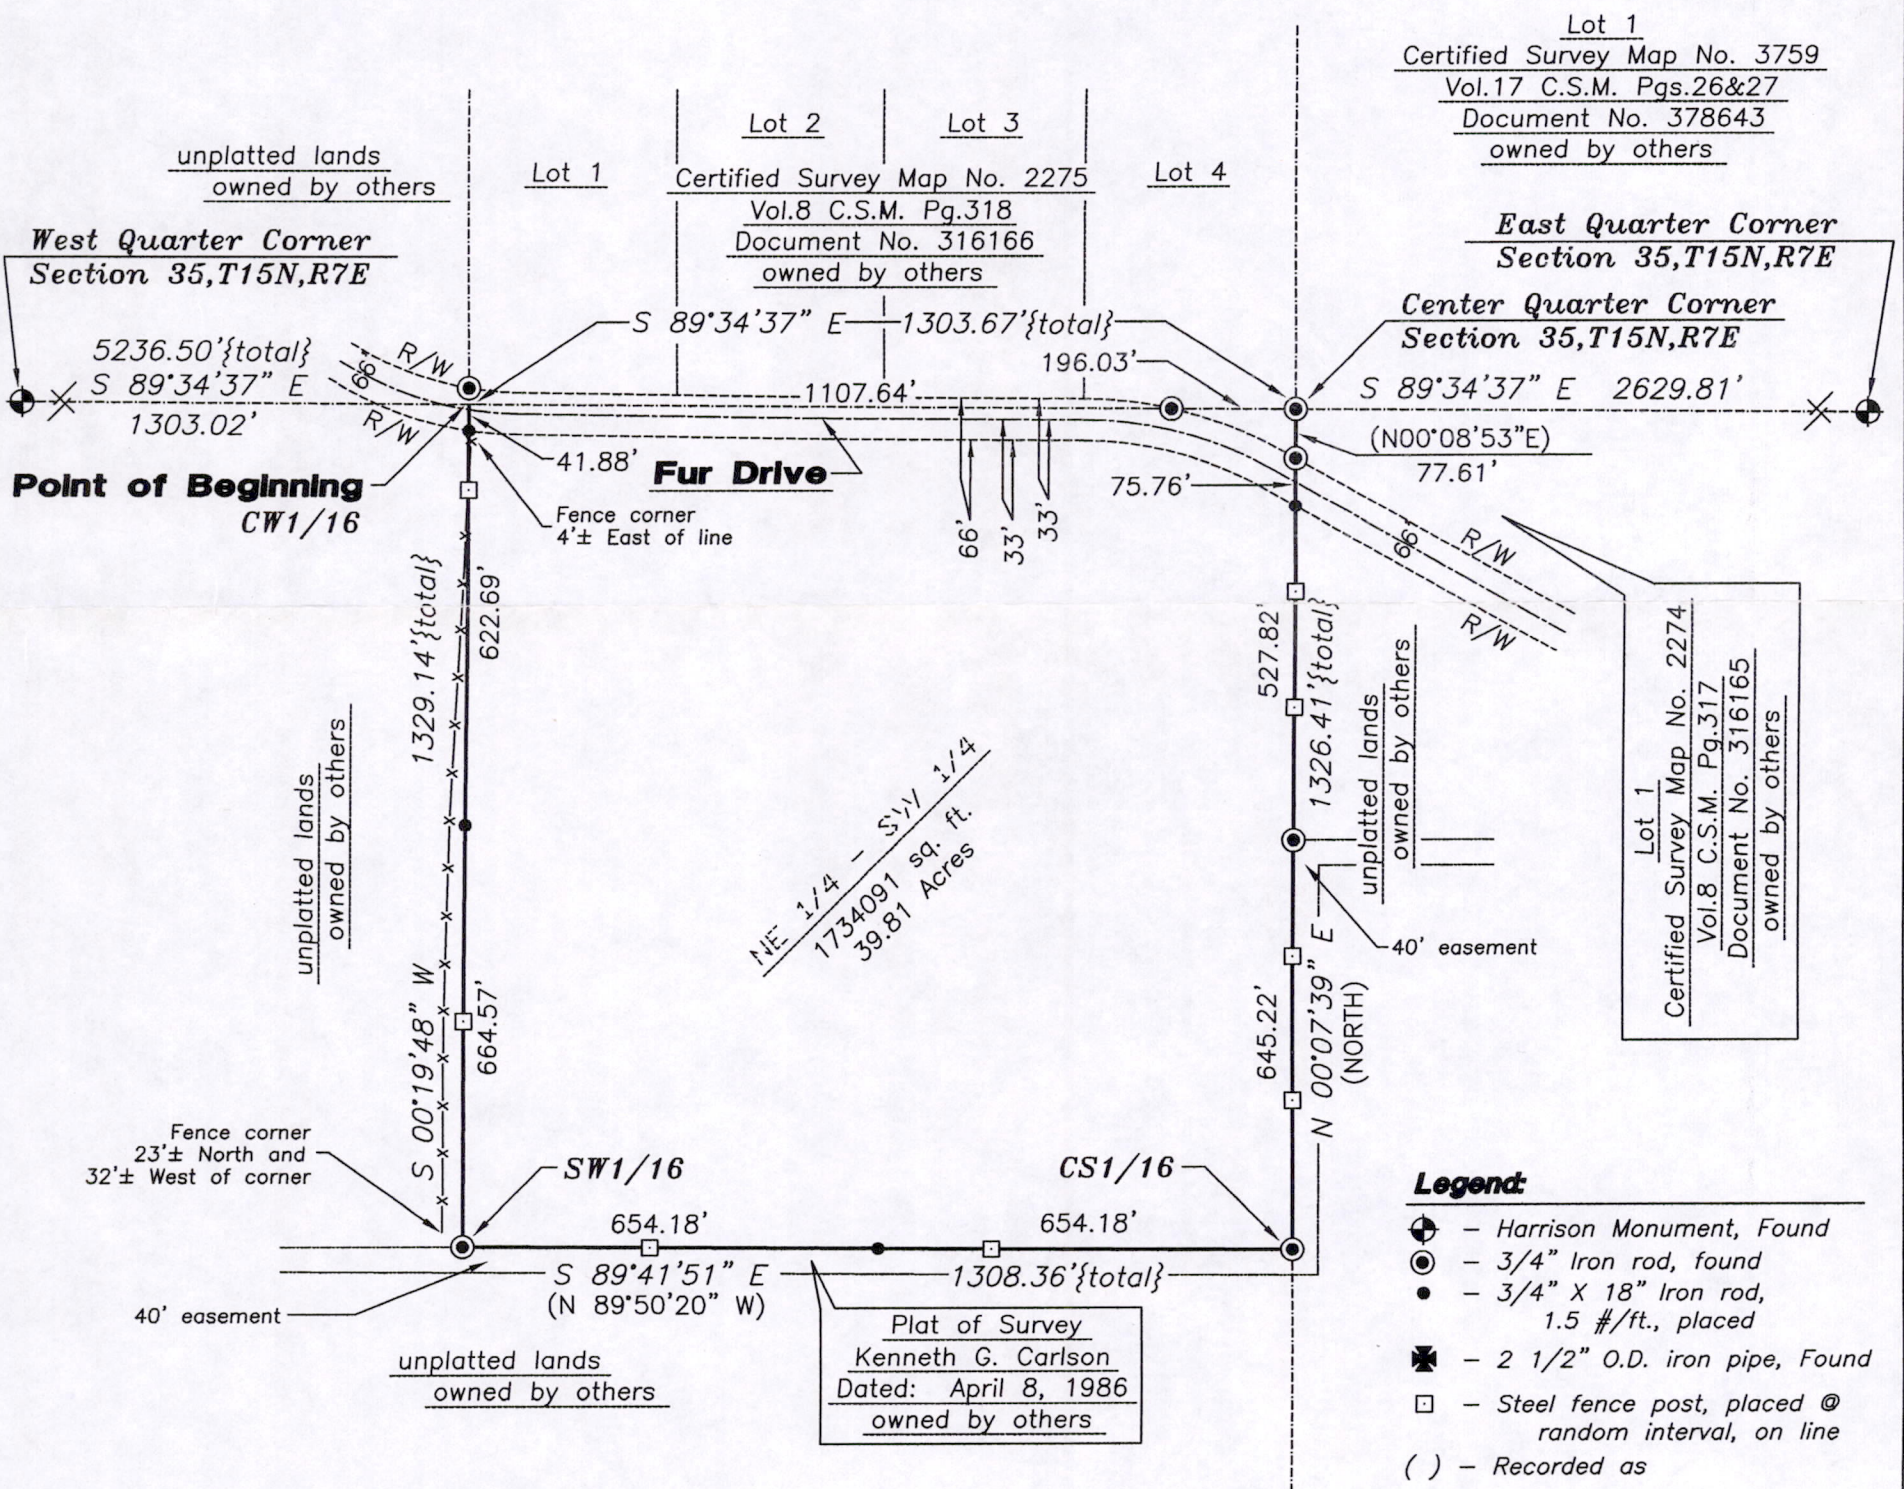 Lot 1
Certified Survey Map No. 3759
Vol.17 C.S.M. Pgs.26&27
Document No. 378643
owned by others
unplatted lands
owned by others
Lot 1
Lot 2
Lot 3
Lot 4
Certified Survey Map No. 2275
Vol.8 C.S.M. Pg.318
Document No. 316166
owned by others
West Quarter Corner
Section 35,T15N,R7E
East Quarter Corner
Section 35,T15N,R7E
Center Quarter Corner
Section 35,T15N,R7E
S 89°34'37" E 1303.67'{total}
5236.50'{total}
S 89°34'37" E
1303.02'
66'
R/W
R/W
196.03'
1107.64'
S 89°34'37" E 2629.81'
(N00°08'53"E)
77.61'
75.76'
41.88'
Fur Drive
Point of Beginning
CW1/16
Fence corner
4'± East of line
66'
33'
33'
66'
R/W
R/W
1329.14'{total}
622.69'
S 00°19'48" W
664.57'
unplatted lands
owned by others
NE 1/4 - SW 1/4
1734091 sq. ft.
39.81 Acres
527.82'
1326.41'{total}
unplatted lands
owned by others
645.22'
N 00°07'39" E
(NORTH)
40' easement
Lot 1
Certified Survey Map No. 2274
Vol.8 C.S.M. Pg.317
Document No. 316165
owned by others
Fence corner
23'± North and
32'± West of corner
SW1/16
CS1/16
654.18'
654.18'
S 89°41'51" E 1308.36'{total}
(N 89°50'20" W)
40' easement
unplatted lands
owned by others
Plat of Survey
Kenneth G. Carlson
Dated: April 8, 1986
owned by others
Legend:
- Harrison Monument, Found
- 3/4" Iron rod, found
- 3/4" X 18" Iron rod,
1.5 #/ft., placed
- 2 1/2" O.D. iron pipe, Found
- Steel fence post, placed @
random interval, on line
( ) - Recorded as